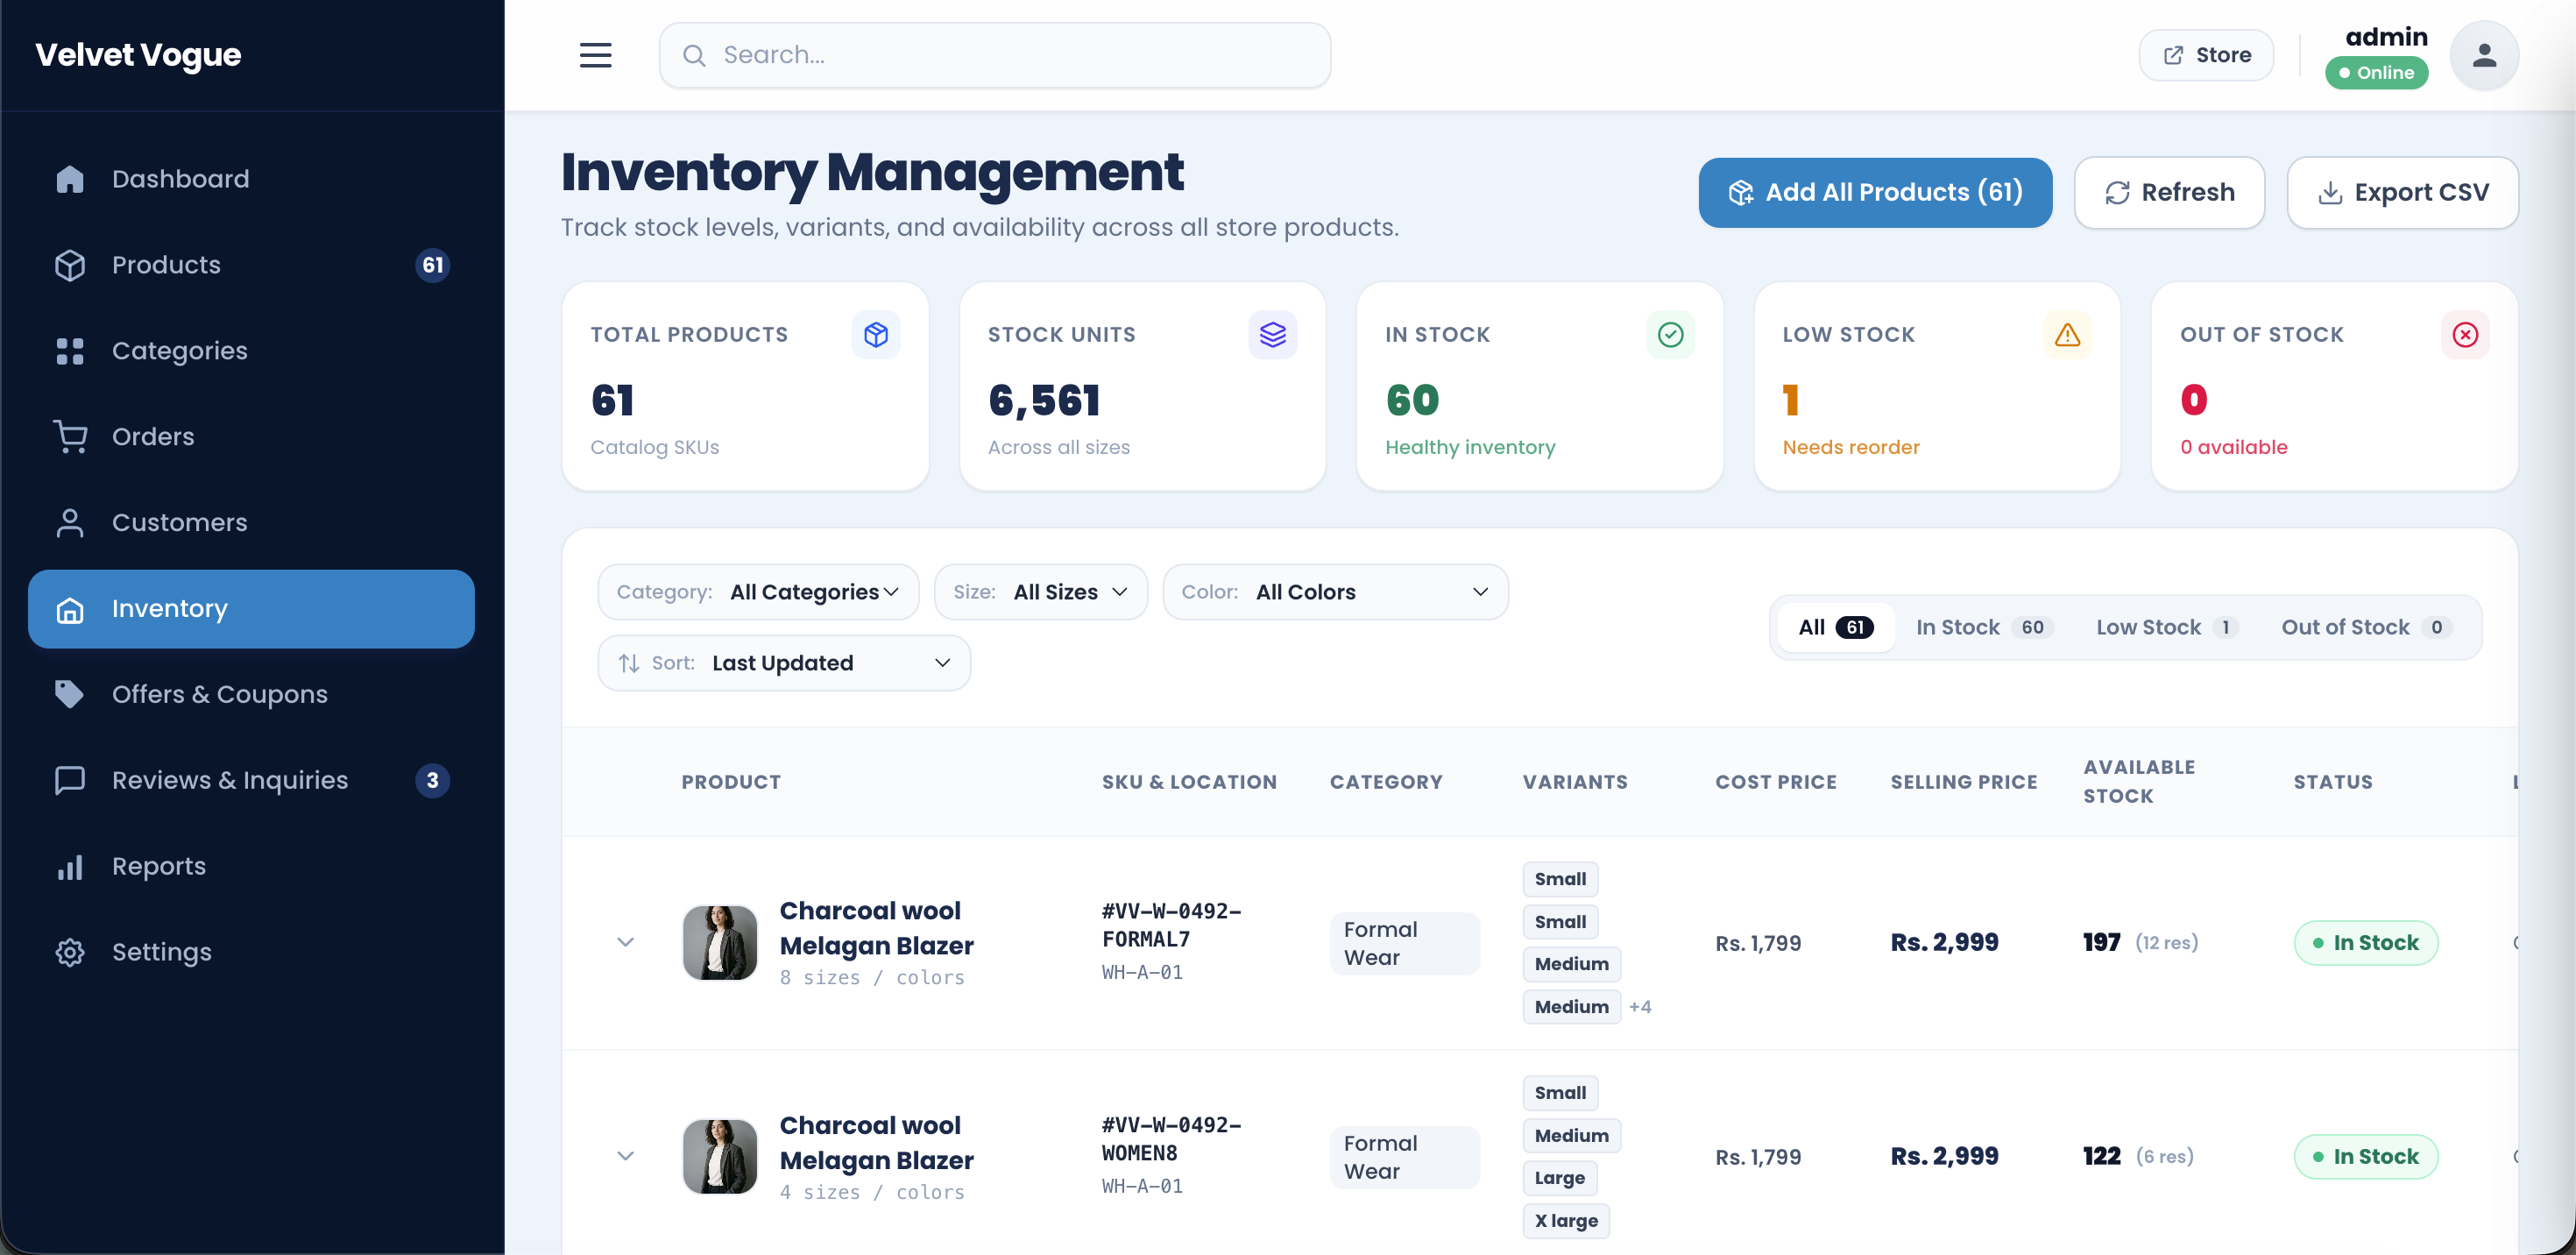 Velvet Vogue
Search...
Store
admin
Online
Dashboard
Products 61
Categories
Orders
Customers
Inventory
Offers & Coupons
Reviews & Inquiries 3
Reports
Settings
Inventory Management
Track stock levels, variants, and availability across all store products.
Add All Products (61)
Refresh
Export CSV
TOTAL PRODUCTS
61
Catalog SKUs
STOCK UNITS
6,561
Across all sizes
IN STOCK
60
Healthy inventory
LOW STOCK
1
Needs reorder
OUT OF STOCK
0
0 available
Category: All Categories
Size: All Sizes
Color: All Colors
Sort: Last Updated
All 61
In Stock 60
Low Stock 1
Out of Stock 0
PRODUCT
SKU & LOCATION
CATEGORY
VARIANTS
COST PRICE
SELLING PRICE
AVAILABLE
STOCK
STATUS
Charcoal wool
Melagan Blazer
8 sizes / colors
#VV-W-0492-
FORMAL7
WH-A-01
Formal
Wear
Small
Small
Medium
Medium +4
Rs. 1,799
Rs. 2,999
197 (12 res)
In Stock
Charcoal wool
Melagan Blazer
4 sizes / colors
#VV-W-0492-
WOMEN8
WH-A-01
Formal
Wear
Small
Medium
Large
X large
Rs. 1,799
Rs. 2,999
122 (6 res)
In Stock